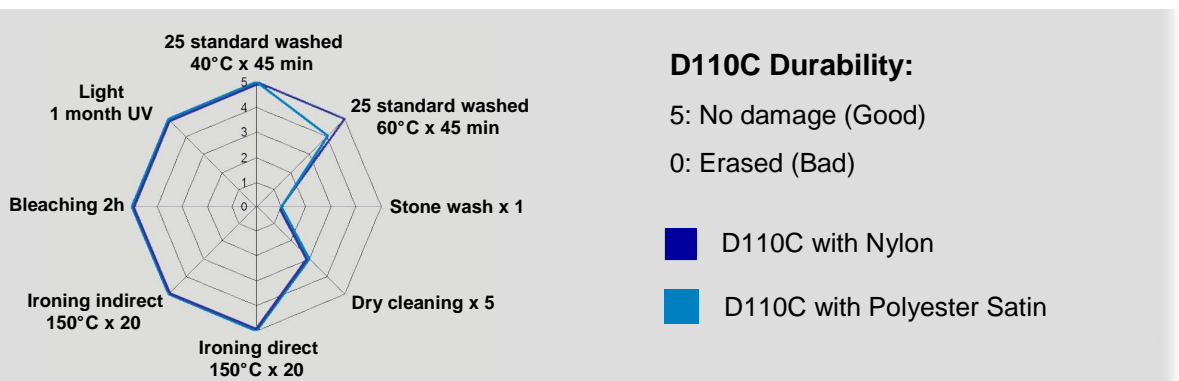 25 standard washed
40°C x 45 min
Light
1 month UV
25 standard washed
60°C x 45 min
5
4
3
2
1
0
Bleaching 2h
Stone wash x 1
Ironing indirect
150°C x 20
Dry cleaning x 5
Ironing direct
150°C x 20
D110C Durability:
5: No damage (Good)
0: Erased (Bad)
D110C with Nylon
D110C with Polyester Satin